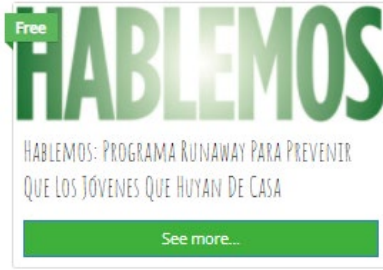 Free
HABLEMOS
Hablemos: Programa Runaway Para Prevenir
Que Los Jóvenes Que Huyan De Casa
See more...